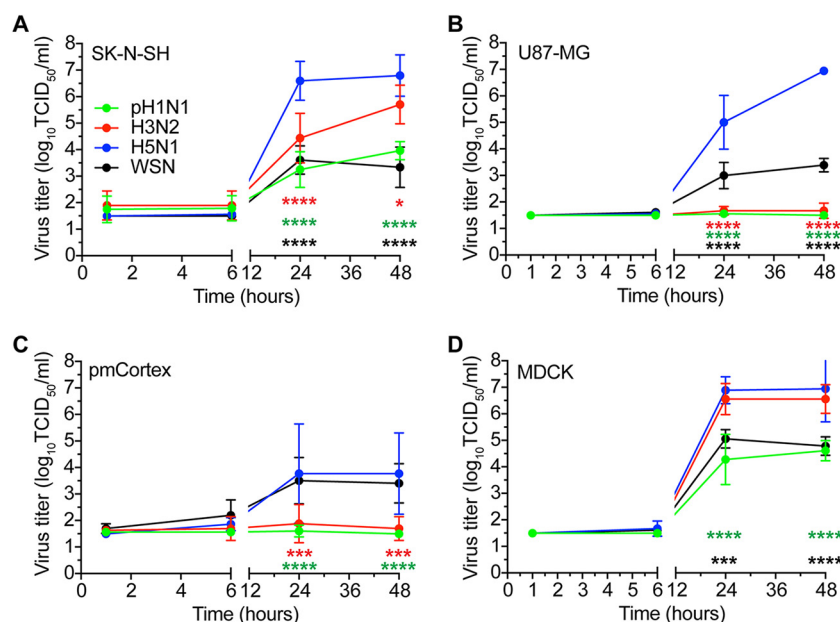 A
SK-N-SH
Virus titer (log10TCID50/ml)
8
7
6
5
4
3
2
1
0
pH1N1
H3N2
H5N1
WSN
**** *
**** ****
**** ****
0 2 4 6 12 24 36 48
Time (hours)
B
U87-MG
Virus titer (log10TCID50/ml)
8
7
6
5
4
3
2
1
0
**** ****
**** ****
**** ****
0 1 2 3 4 5 6 12 24 36 48
Time (hours)
C
pmCortex
Virus titer (log10TCID50/ml)
8
7
6
5
4
3
2
1
0
*** ***
**** ****
0 2 4 6 12 24 36 48
Time (hours)
D
MDCK
Virus titer (log10TCID50/ml)
8
7
6
5
4
3
2
1
0
**** ****
*** ****
0 1 2 3 4 5 6 12 24 36 48
Time (hours)